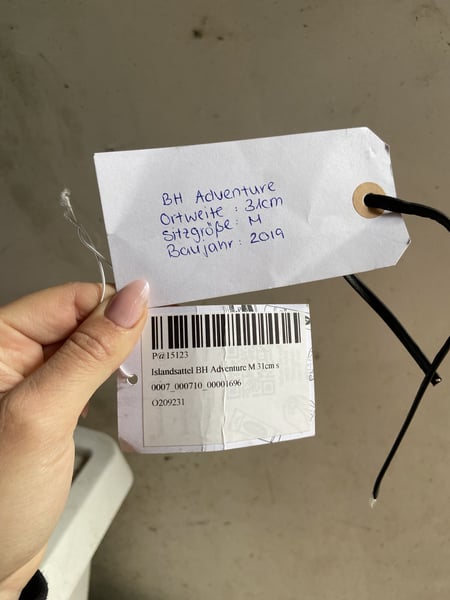 BH Adventure
Ortweite : 31cm
Sitzgröße: M
Baujahr: 2019
P@15123
Islandsattel BH Adventure M 31cm s
0007_000710_00001696
O209231